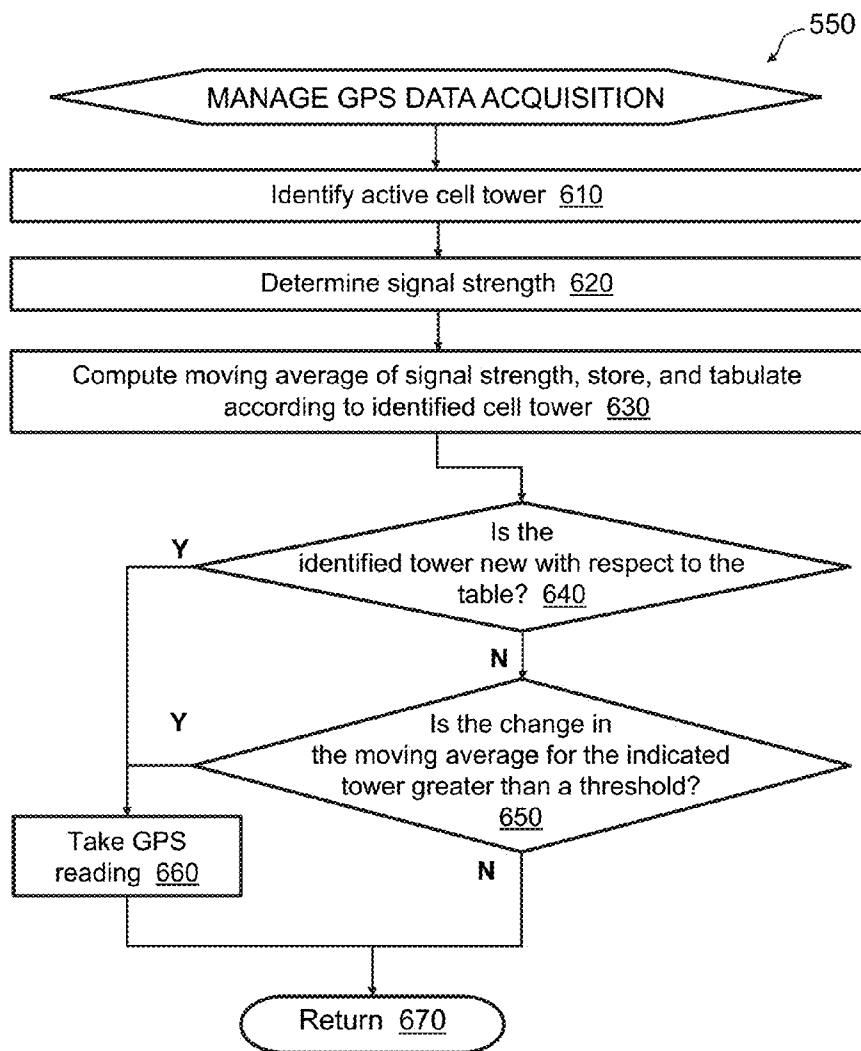 550
MANAGE GPS DATA ACQUISITION
Identify active cell tower 610
Determine signal strength 620
Compute moving average of signal strength, store, and tabulate
according to identified cell tower 630
Y
Is the
identified tower new with respect to the
table? 640
N
Y
Is the change in
the moving average for the indicated
tower greater than a threshold?
650
Take GPS
reading 660
N
Return 670